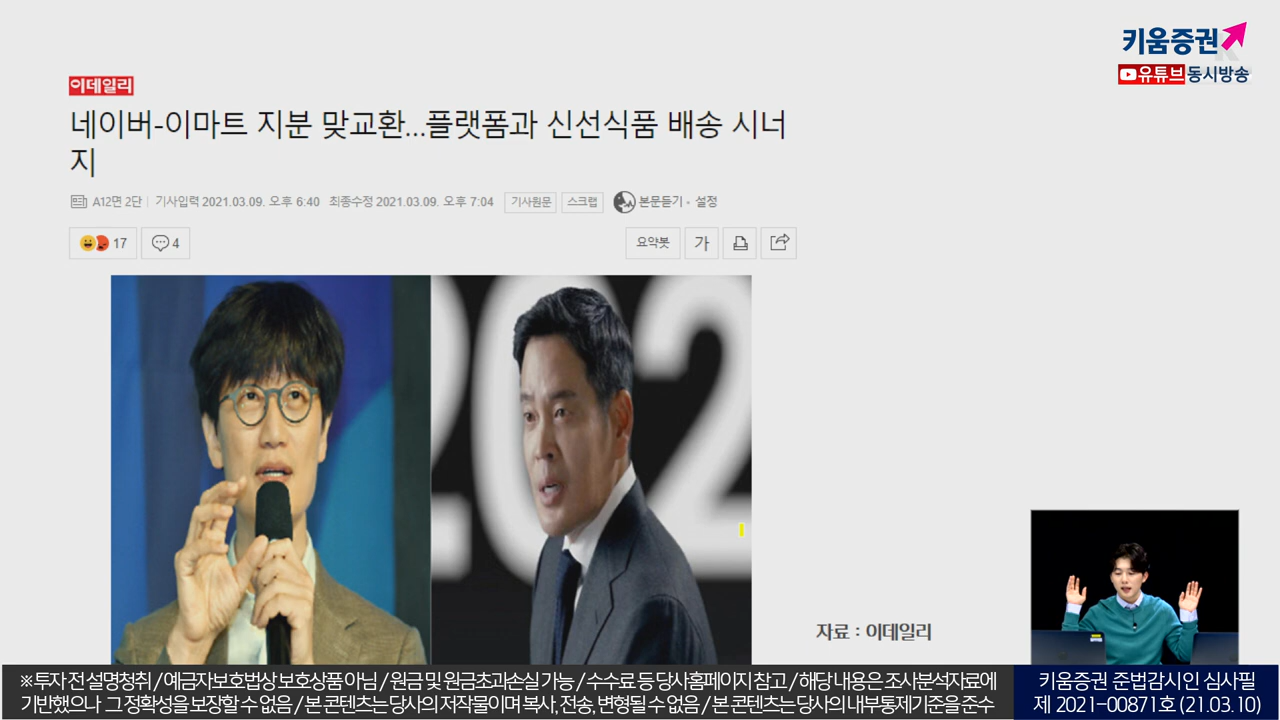 키움증권
유튜브 동시방송
이데일리
네이버-이마트 지분 맞교환...플랫폼과 신선식품 배송 시너
지
A12면 2단 기사입력 2021.03.09. 오후 6:40 최종수정 2021.03.09. 오후 7:04 기사원문 스크랩 본문듣기 · 설정
17 4 요약봇 가
자료 : 이데일리
※ 투자 전 설명청취 / 예금자보호법상 보호상품 아님 / 원금 및 원금초과손실 가능 / 수수료 등 당사홈페이지 참고 / 해당 내용은 조사분석자료에
기반했으나 그 정확성을 보장할 수 없음 / 본 콘텐츠는 당사의 저작물이며 복사, 전송, 변형될 수 없음 / 본 콘텐츠는 당사의 내부통제기준을 준수
키움증권 준법감시인 심사필
제 2021-00871호 (21.03.10)